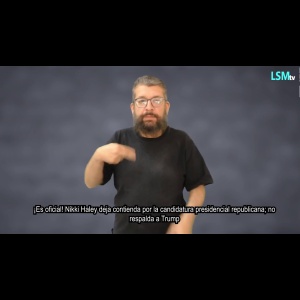 LSMtv
¡Es oficial! Nikki Haley deja contienda por la candidatura presidencial republicana; no
respalda a Trump